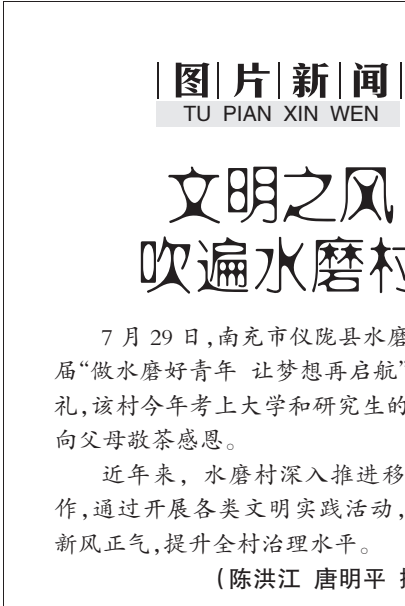 图片新闻
TU PIAN XIN WEN
文明之风
吹遍水磨村
7月29日,南充市仪陇县水磨
届“做水磨好青年 让梦想再启航”
礼,该村今年考上大学和研究生的
向父母敬茶感恩。
近年来,水磨村深入推进移
作,通过开展各类文明实践活动,
新风正气,提升全村治理水平。
(陈洪江 唐明平